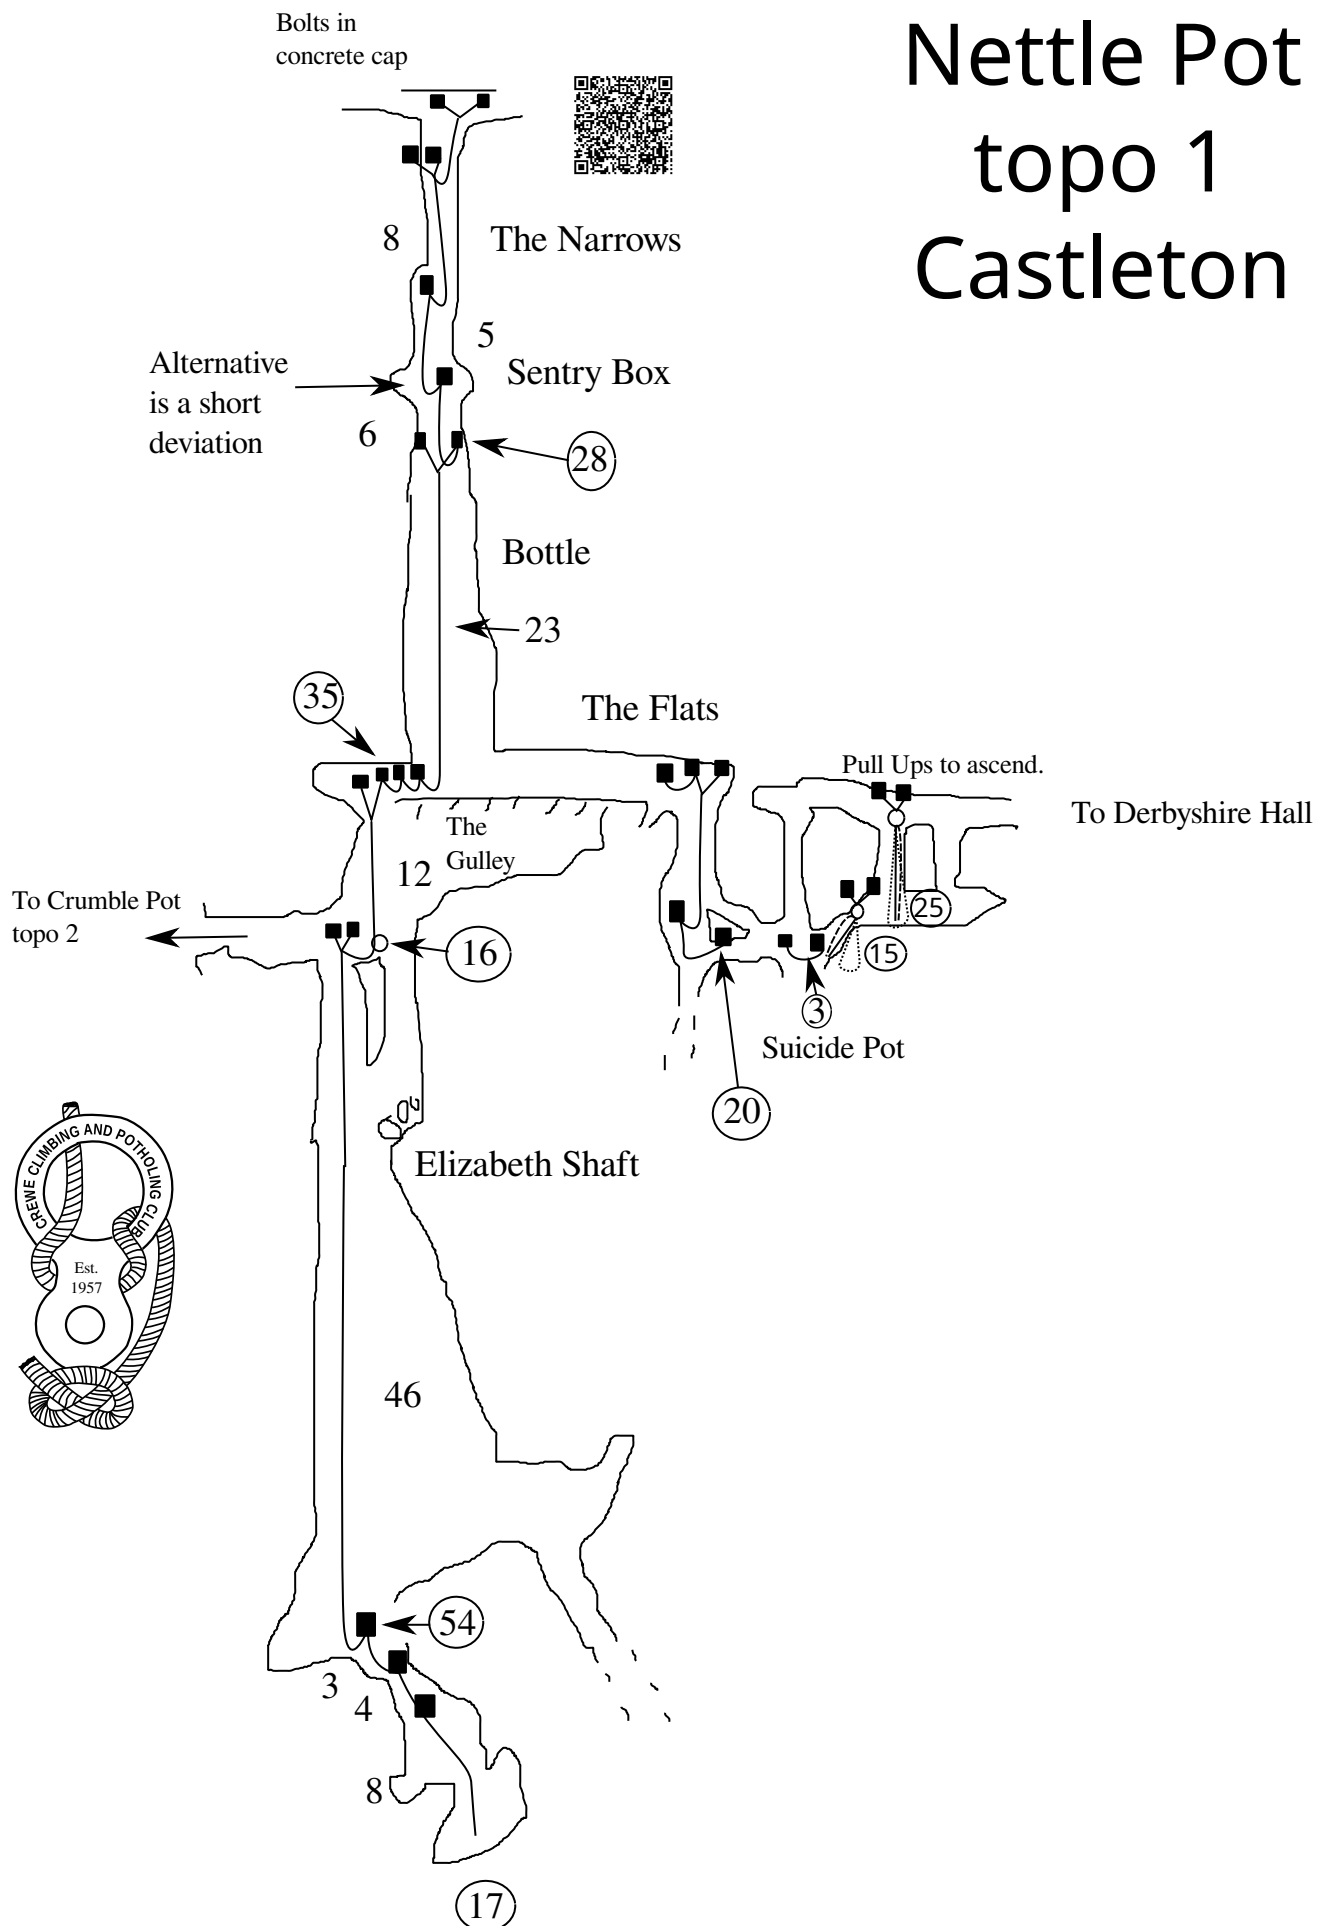 Bolts in
concrete cap
Nettle Pot
topo 1
Castleton
8
The Narrows
5
Alternative
is a short
deviation
Sentry Box
6
28
Bottle
23
35
The Flats
Pull Ups to ascend.
To Derbyshire Hall
The
Gulley
12
To Crumble Pot
topo 2
16
25
15
3
Suicide Pot
20
CREWE CLIMBING AND POTHOLING CLUB
Est.
1957
Elizabeth Shaft
46
54
3
4
8
17